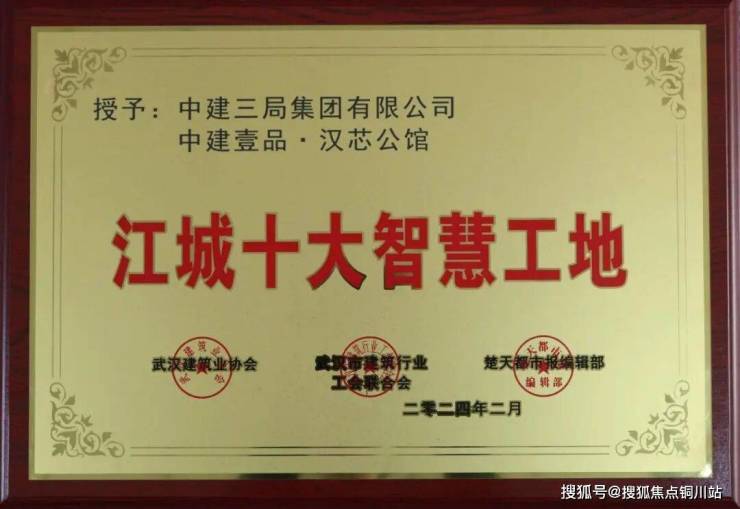 授予：中建三局集团有限公司
中建壹品·汉芯公馆
江城十大智慧工地
武汉建筑业协会
武汉市建筑行业
工会联合会
楚天都市报编辑部
编辑部
二零二四年二月
搜狐号@搜狐焦点铜川站